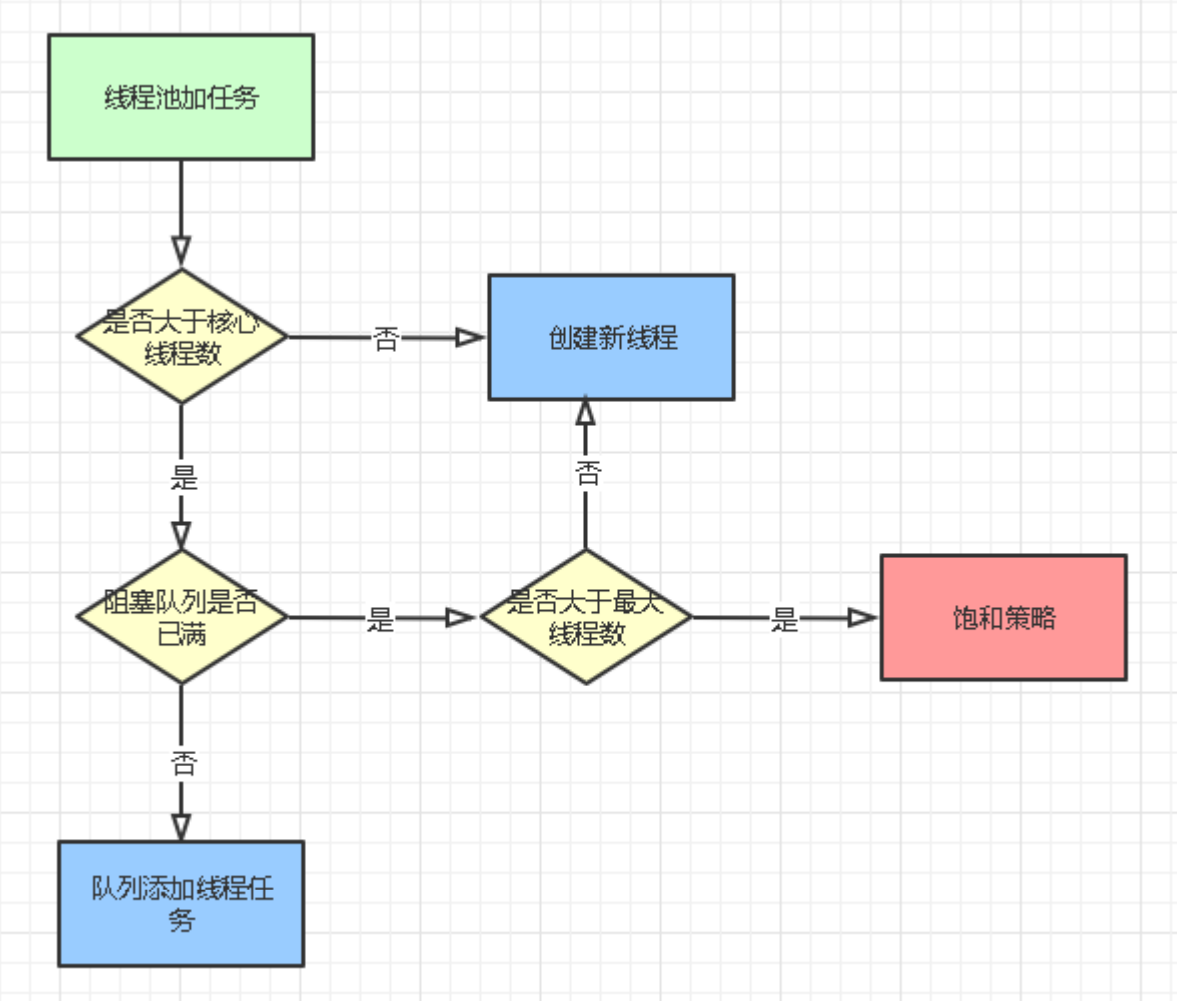 线程池加任务
是否大于核心
线程数
否
创建新线程
是
否
阻塞队列是否
已满
是
是否大于最大
线程数
是
饱和策略
否
队列添加线程任
务